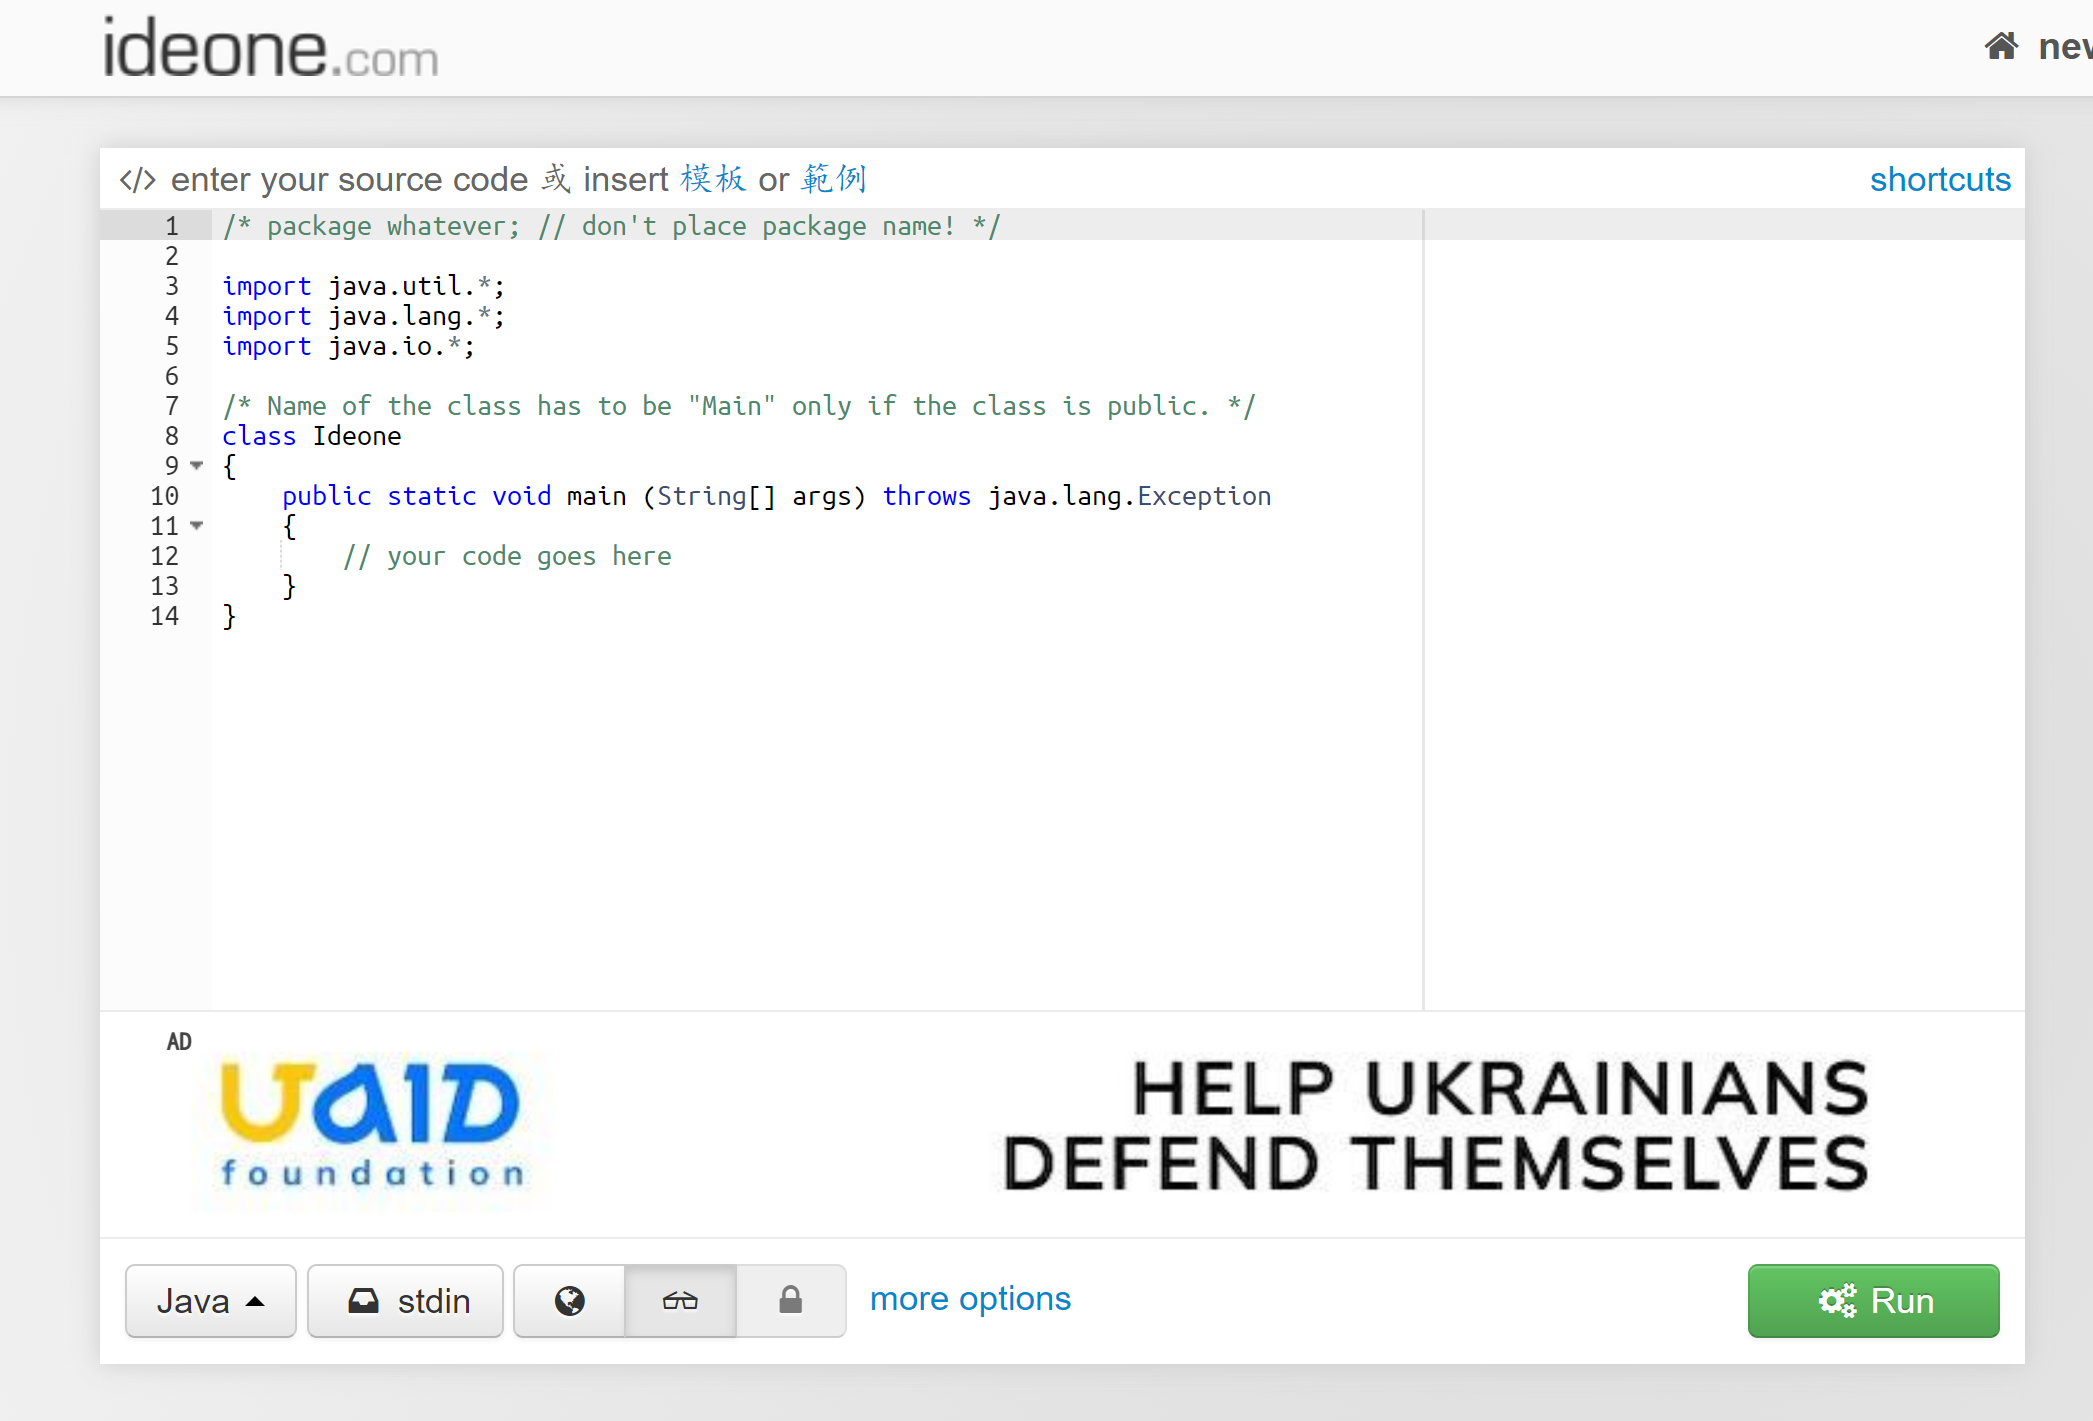 ideone.com
new
</> enter your source code 或 insert 模板 or 範例
shortcuts
1 /* package whatever; // don't place package name! */
2
3 import java.util.*;
4 import java.lang.*;
5 import java.io.*;
6
7 /* Name of the class has to be "Main" only if the class is public. */
8 class Ideone
9 {
10 public static void main (String[] args) throws java.lang.Exception
11 {
12 // your code goes here
13 }
14 }
AD
UAID
foundation
HELP UKRAINIANS
DEFEND THEMSELVES
Java
stdin
more options
Run